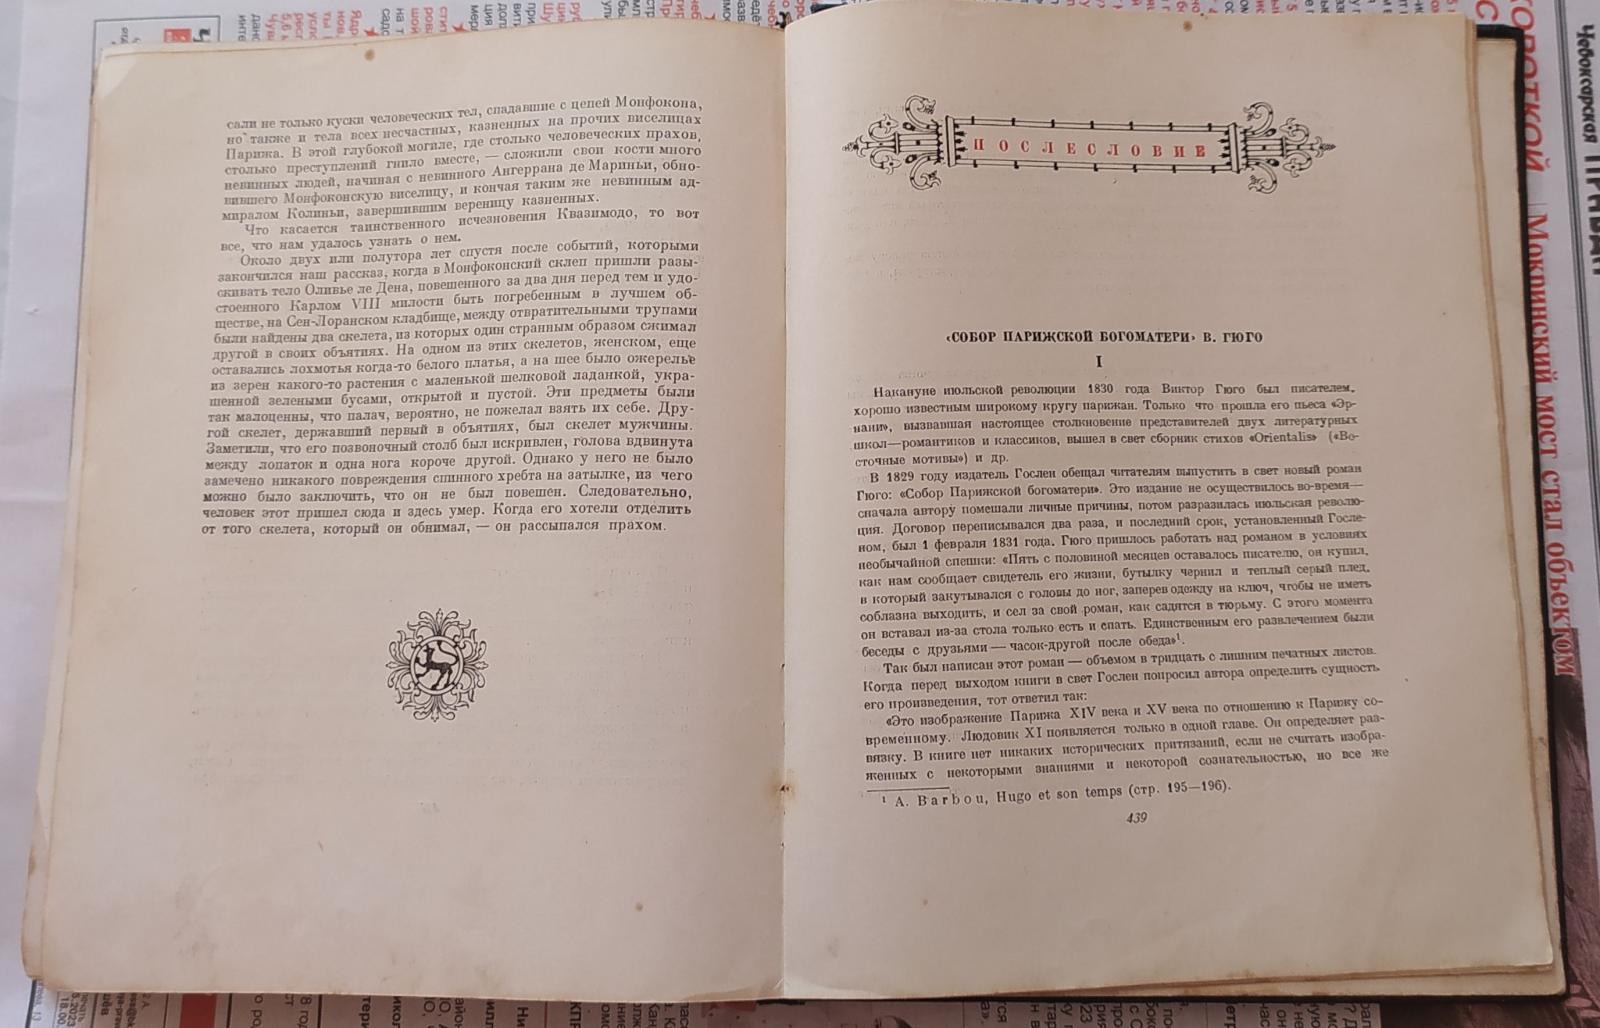 сали не только куски человеческих тел, спадавшие с цепей Монфокона,
но также и тела всех несчастных, казненных на прочих виселицах
Парижа. В этой глубокой могиле, где столько человеческих прахов,
столько преступлений гнило вместе, — сложили свои кости много
невинных людей, начиная с невинного Ангеррана де Мариньи, обно-
вившего Монфоконскую виселицу, и кончая таким же невинным ад-
миралом Колиньи, завершившим вереницу казненных.
Что касается таинственного исчезновения Квазимодо, то вот
все, что нам удалось узнать о нем.
Около двух или полутора лет спустя после событий, которыми
закончился наш рассказ, когда в Монфоконский склеп пришли разы-
скивать тело Оливье ле Дена, повешенного за два дня перед тем и удо-
стоенного Карлом VIII милости быть погребенным в лучшем об-
ществе, на Сен-Лоранском кладбище, между отвратительными трупами
были найдены два скелета, из которых один странным образом сжимал
другой в своих объятиях. На одном из этих скелетов, женском, еще
оставались лохмотья когда-то белого платья, а на шее было ожерелье
из зерен какого-то растения с маленькой шелковой ладанкой, укра-
шенной зелеными бусами, открытой и пустой. Эти предметы были
так малоценны, что палач, вероятно, не пожелал взять их себе. Дру-
гой скелет, державший первый в объятиях, был скелет мужчины.
Заметили, что его позвоночный столб был искривлен, голова вдвинута
между лопаток и одна нога короче другой. Однако у него не было
замечено никакого повреждения спинного хребта на затылке, из чего
можно было заключить, что он не был повешен. Следовательно,
человек этот пришел сюда и здесь умер. Когда его хотели отделить
от того скелета, который он обнимал, — он рассыпался прахом.
ПОСЛЕСЛОВИЕ
«СОБОР ПАРИЖСКОЙ БОГОМАТЕРИ» В. ГЮГО
I
Накануне июльской революции 1830 года Виктор Гюго был писателем,
хорошо известным широкому кругу парижан. Только что прошла его пьеса «Эр-
нани», вызвавшая настоящее столкновение представителей двух литературных
школ—романтиков и классиков, вышел в свет сборник стихов «Orientalis» («Во-
сточные мотивы») и др.
В 1829 году издатель Гослен обещал читателям выпустить в свет новый роман
Гюго: «Собор Парижской богоматери». Это издание не осуществилось во-время—
сначала автору помешали личные причины, потом разразилась июльская револю-
ция. Договор переписывался два раза, и последний срок, установленный Госле-
ном, был 1 февраля 1831 года. Гюго пришлось работать над романом в условиях
необычайной спешки: «Пять с половиной месяцев оставалось писателю, он купил,
как нам сообщает свидетель его жизни, бутылку чернил и теплый серый плед,
в который закутывался с головы до ног, заперев одежду на ключ, чтобы не иметь
соблазна выходить, и сел за свой роман, как садятся в тюрьму. С этого момента
он вставал из-за стола только есть и спать. Единственным его развлечением были
беседы с друзьями — часок-другой после обеда»¹.
Так был написан этот роман — объемом в тридцать с лишним печатных листов.
Когда перед выходом книги в свет Гослен попросил автора определить сущность
его произведения, тот ответил так:
«Это изображение Парижа XIV века и XV века по отношению к Парижу со-
временному. Людовик XI появляется только в одной главе. Он определяет раз-
вязку. В книге нет никаких исторических притязаний, если не считать изобра-
женных с некоторыми знаниями и некоторой сознательностью, но все же
¹ A. Barbou, Hugo et son temps (стр. 195—196).
439
КОРОТКОЙ
Мокринский мост стал объектом
Чебоксарская